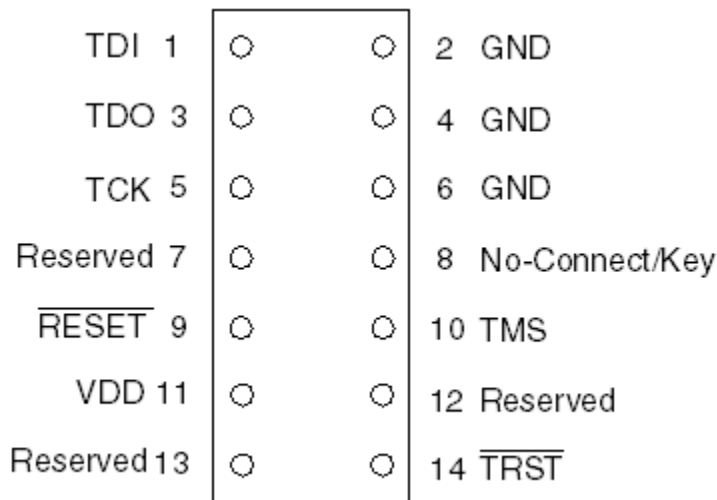 TDI 1 2 GND
TDO 3 4 GND
TCK 5 6 GND
Reserved 7 8 No-Connect/Key
RESET 9 10 TMS
VDD 11 12 Reserved
Reserved 13 14 TRST